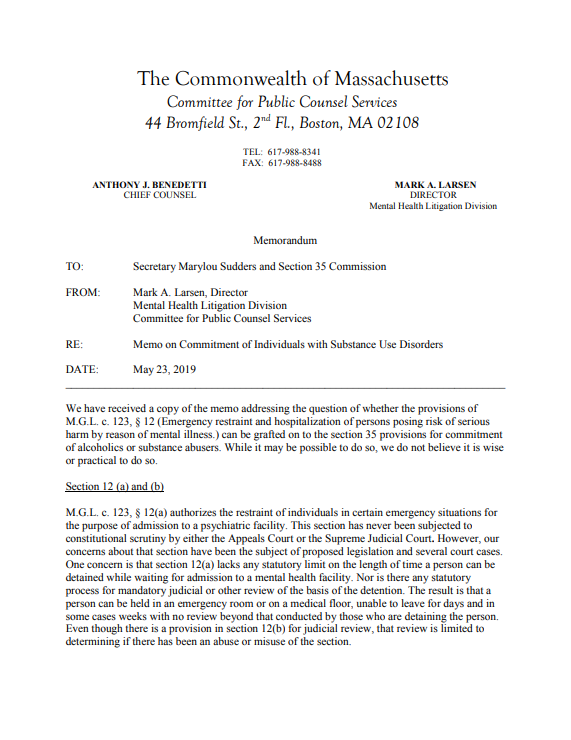 The Commonwealth of Massachusetts
Committee for Public Counsel Services
44 Bromfield St., 2nd Fl., Boston, MA 02108
TEL: 617-988-8341
FAX: 617-988-8488
ANTHONY J. BENEDETTI
CHIEF COUNSEL
MARK A. LARSEN
DIRECTOR
Mental Health Litigation Division
Memorandum
TO: Secretary Marylou Sudders and Section 35 Commission
FROM: Mark A. Larsen, Director
Mental Health Litigation Division
Committee for Public Counsel Services
RE: Memo on Commitment of Individuals with Substance Use Disorders
DATE: May 23, 2019
We have received a copy of the memo addressing the question of whether the provisions of
M.G.L. c. 123, § 12 (Emergency restraint and hospitalization of persons posing risk of serious
harm by reason of mental illness.) can be grafted on to the section 35 provisions for commitment
of alcoholics or substance abusers. While it may be possible to do so, we do not believe it is wise
or practical to do so.
Section 12 (a) and (b)
M.G.L. c. 123, § 12(a) authorizes the restraint of individuals in certain emergency situations for
the purpose of admission to a psychiatric facility. This section has never been subjected to
constitutional scrutiny by either the Appeals Court or the Supreme Judicial Court. However, our
concerns about that section have been the subject of proposed legislation and several court cases.
One concern is that section 12(a) lacks any statutory limit on the length of time a person can be
detained while waiting for admission to a mental health facility. Nor is there any statutory
process for mandatory judicial or other review of the basis of the detention. The result is that a
person can be held in an emergency room or on a medical floor, unable to leave for days and in
some cases weeks with no review beyond that conducted by those who are detaining the person.
Even though there is a provision in section 12(b) for judicial review, that review is limited to
determining if there has been an abuse or misuse of the section.